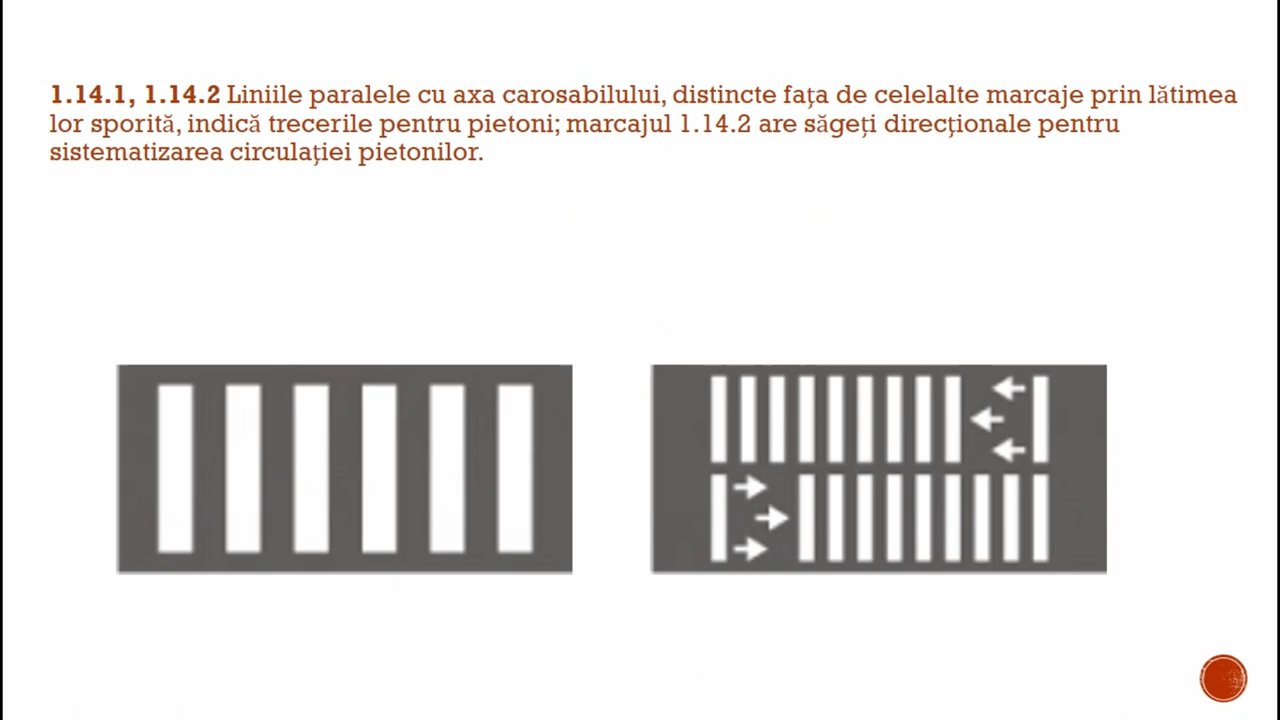 1.14.1, 1.14.2 Liniile paralele cu axa carosabilului, distincte fața de celelalte marcaje prin lătimea
lor sporită, indică trecerile pentru pietoni; marcajul 1.14.2 are săgeți direcționale pentru
sistematizarea circulației pietonilor.